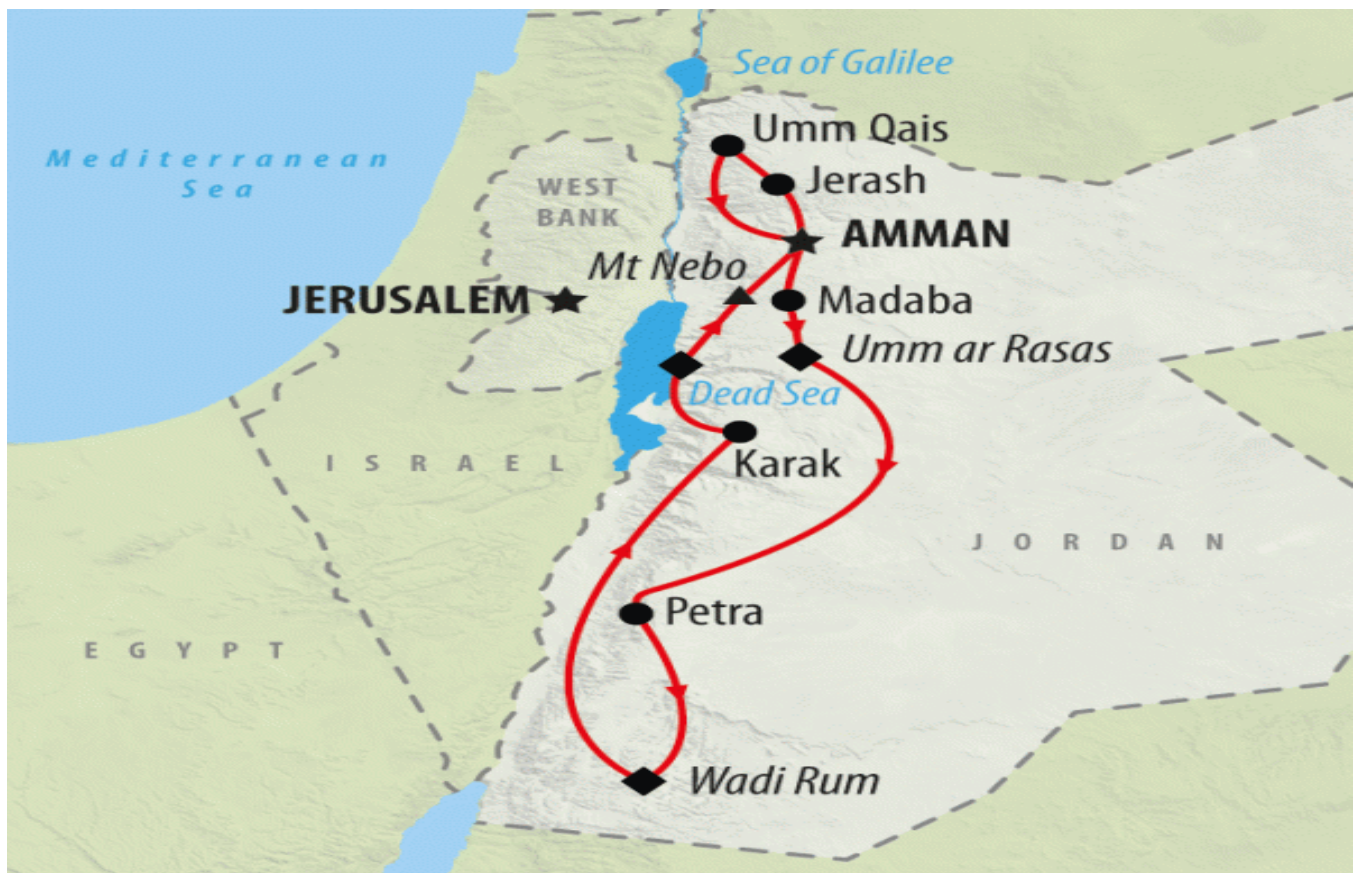 Sea of Galilee
Umm Qais
Mediterranean
Sea
WEST
BANK
Jerash
AMMAN
Mt Nebo
JERUSALEM
Madaba
Umm ar Rasas
Dead Sea
ISRAEL
Karak
JORDAN
Petra
EGYPT
Wadi Rum